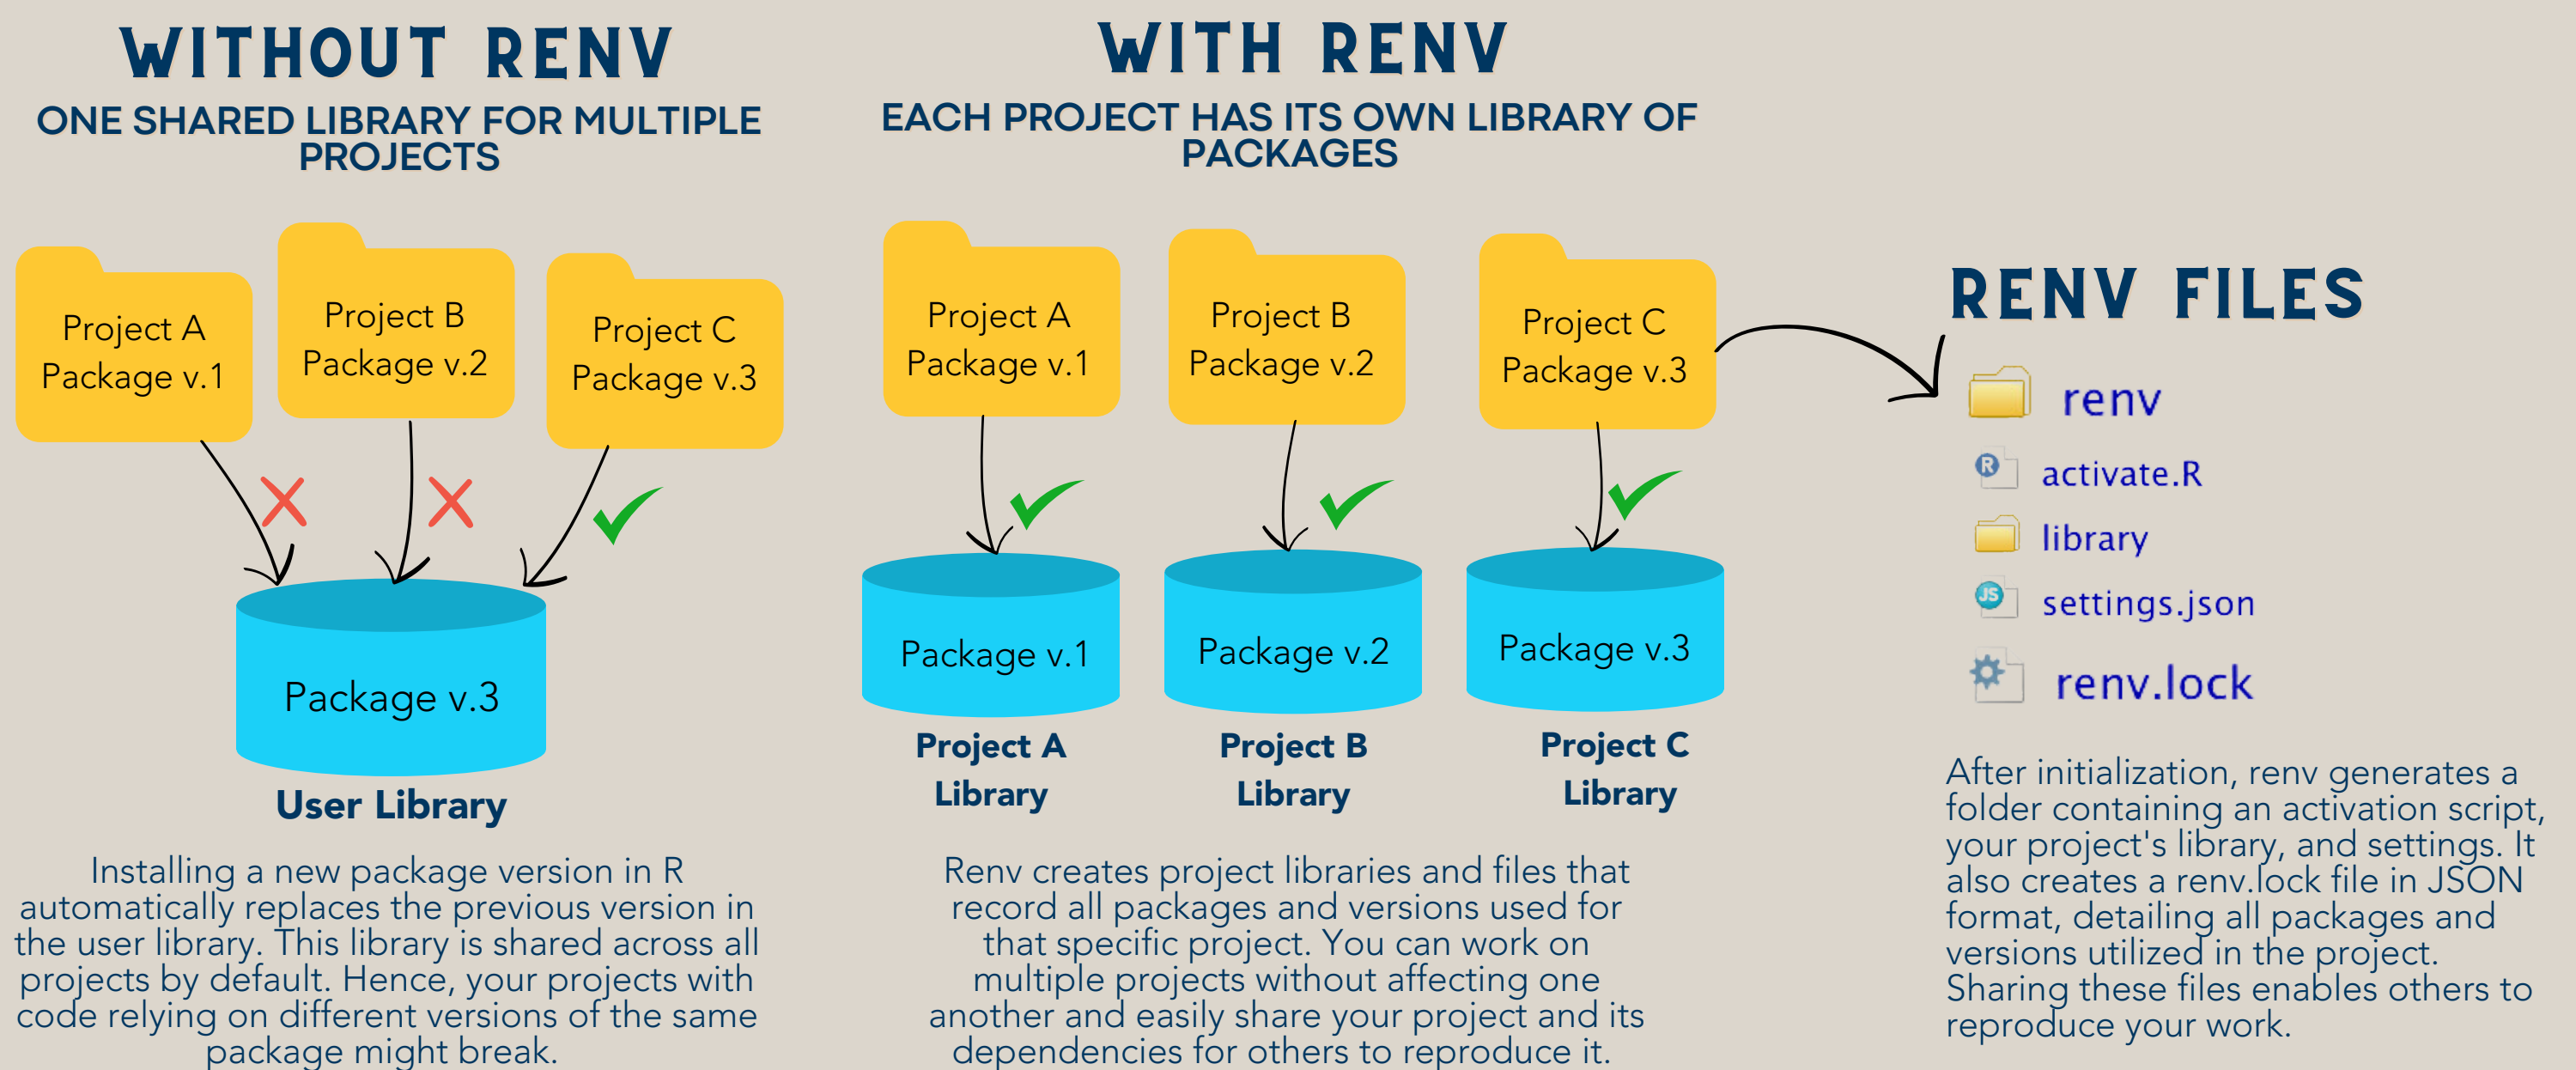 WITHOUT RENV
ONE SHARED LIBRARY FOR MULTIPLE
PROJECTS
Project A
Package v.1
Project B
Package v.2
Project C
Package v.3
Package v.3
User Library
Installing a new package version in R
automatically replaces the previous version in
the user library. This library is shared across all
projects by default. Hence, your projects with
code relying on different versions of the same
package might break.
WITH RENV
EACH PROJECT HAS ITS OWN LIBRARY OF
PACKAGES
Project A
Package v.1
Project B
Package v.2
Project C
Package v.3
Package v.1
Package v.2
Package v.3
Project A
Library
Project B
Library
Project C
Library
Renv creates project libraries and files that
record all packages and versions used for
that specific project. You can work on
multiple projects without affecting one
another and easily share your project and its
dependencies for others to reproduce it.
RENV FILES
renv
R
activate.R
library
JS
settings.json
renv.lock
After initialization, renv generates a
folder containing an activation script,
your project's library, and settings. It
also creates a renv.lock file in JSON
format, detailing all packages and
versions utilized in the project.
Sharing these files enables others to
reproduce your work.